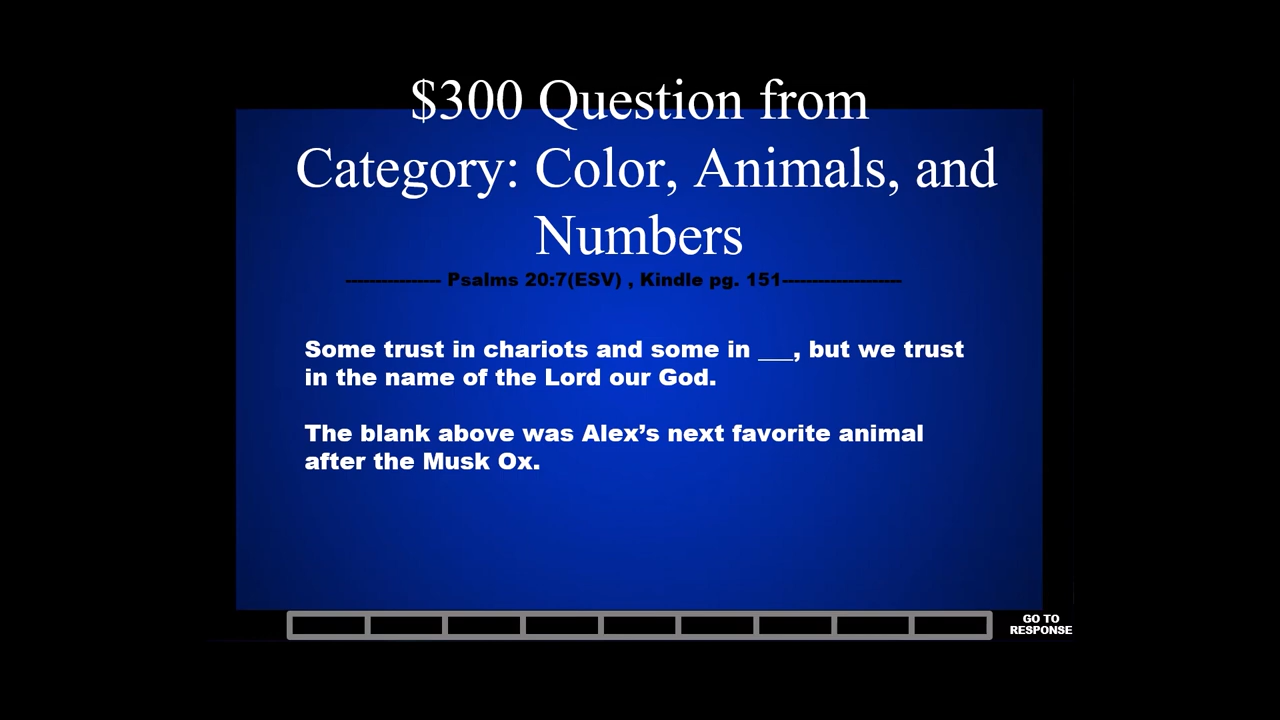 $300 Question from
Category: Color, Animals, and
Numbers
---------------- Psalms 20:7(ESV) , Kindle pg. 151--------------------
Some trust in chariots and some in ___, but we trust
in the name of the Lord our God.
The blank above was Alex’s next favorite animal
after the Musk Ox.
GO TO
RESPONSE